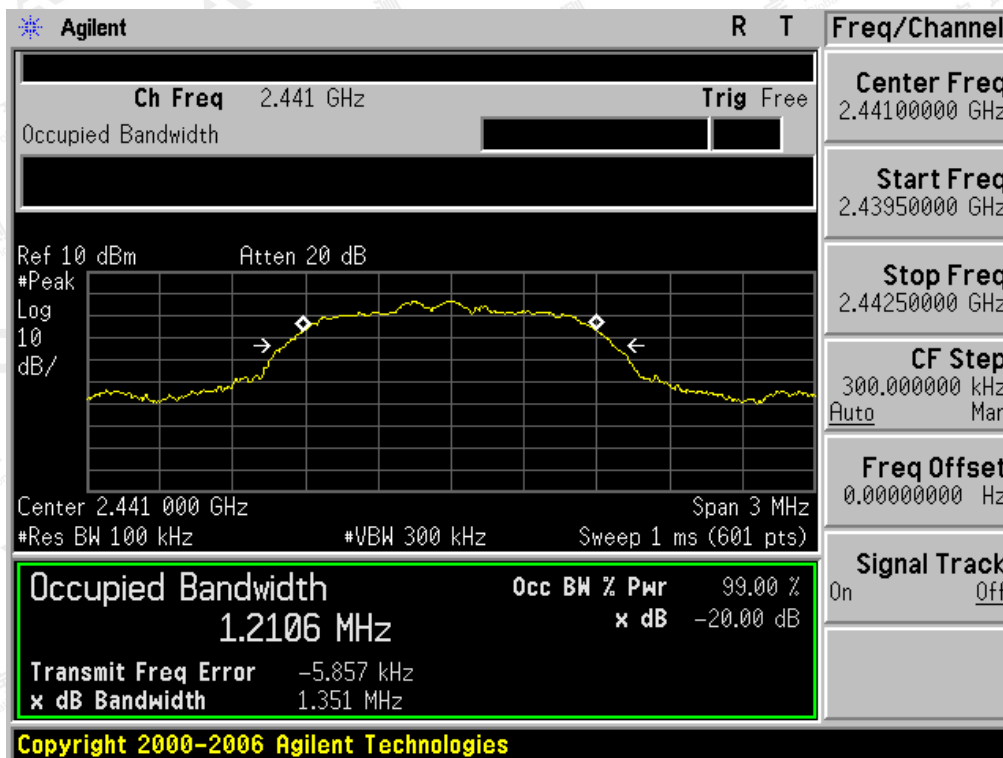 Agilent R T Freq/Channel
Ch Freq 2.441 GHz Trig Free
Occupied Bandwidth
Center Freq
2.44100000 GHz
Start Freq
2.43950000 GHz
Stop Freq
2.44250000 GHz
CF Step
300.000000 kHz
Auto Man
Freq Offset
0.00000000 Hz
Signal Track
On Off
Ref 10 dBm Atten 20 dB
#Peak
Log
10
dB/
Center 2.441 000 GHz Span 3 MHz
#Res BW 100 kHz #VBW 300 kHz Sweep 1 ms (601 pts)
Occupied Bandwidth Occ BW % Pwr 99.00 %
1.2106 MHz x dB -20.00 dB
Transmit Freq Error -5.857 kHz
x dB Bandwidth 1.351 MHz
Copyright 2000-2006 Agilent Technologies